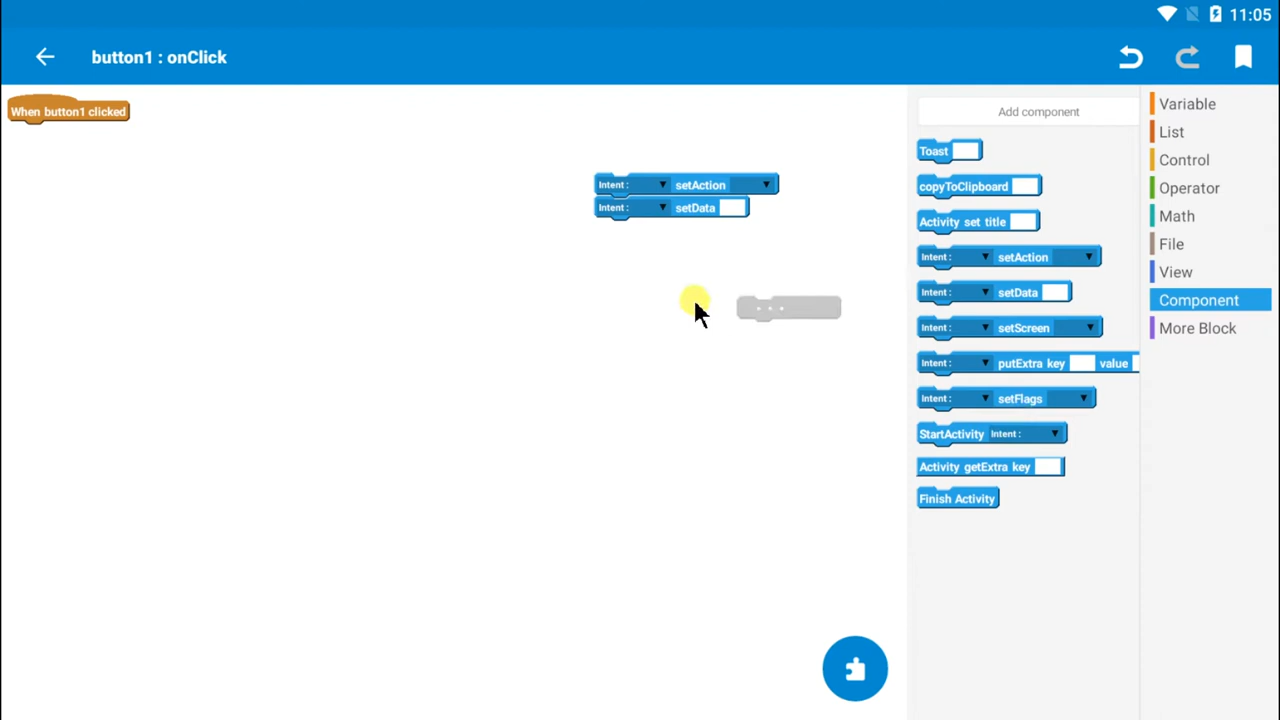 11:05
button1 : onClick
When button1 clicked
Intent : setAction
Intent : setData
Add component
Toast
copyToClipboard
Activity set title
Intent : setAction
Intent : setData
Intent : setScreen
Intent : putExtra key value
Intent : setFlags
StartActivity Intent :
Activity getExtra key
Finish Activity
Variable
List
Control
Operator
Math
File
View
Component
More Block